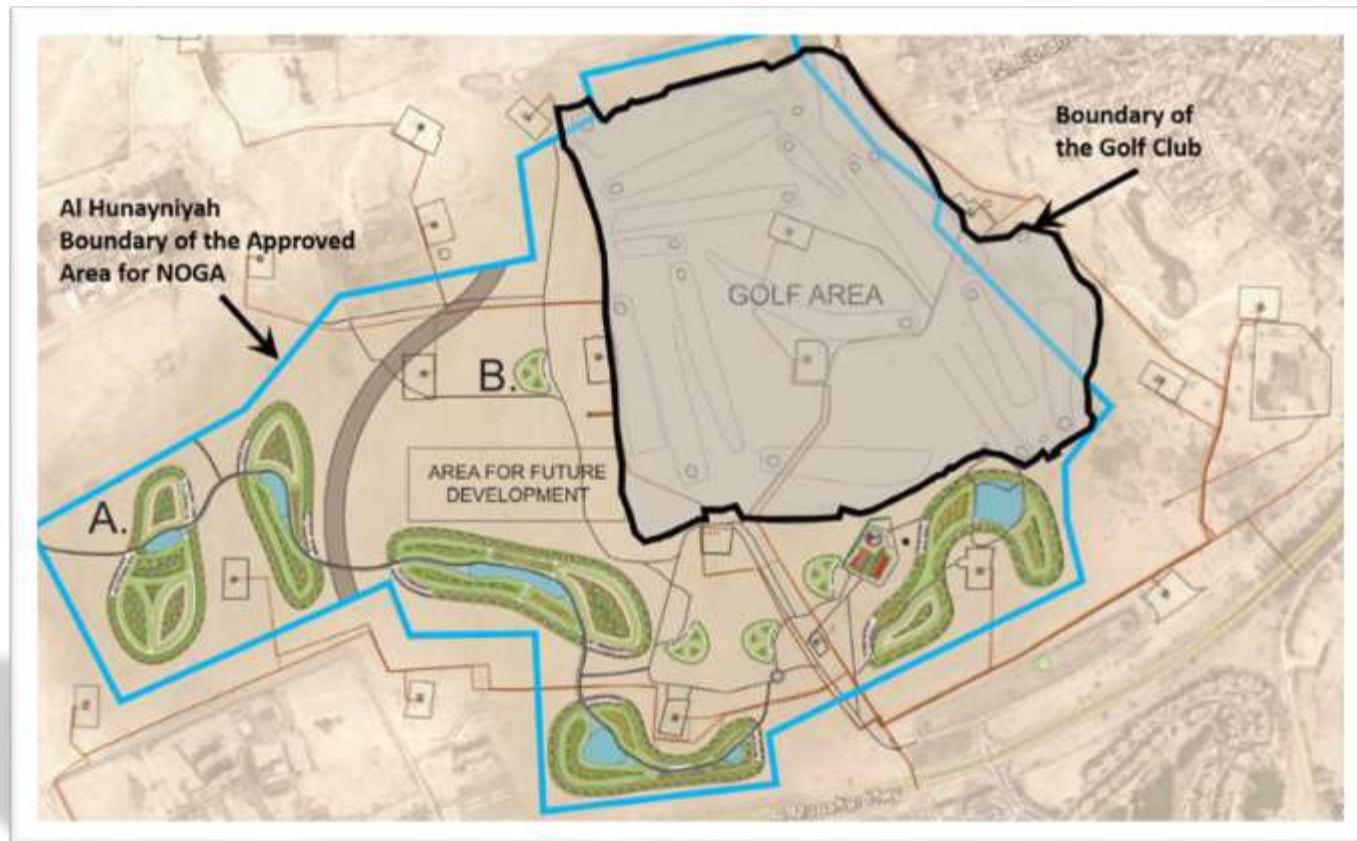 Boundary of
the Golf Club
Al Hunayniyah
Boundary of the Approved
Area for NOGA
GOLF AREA
B.
AREA FOR FUTURE
DEVELOPMENT
A.